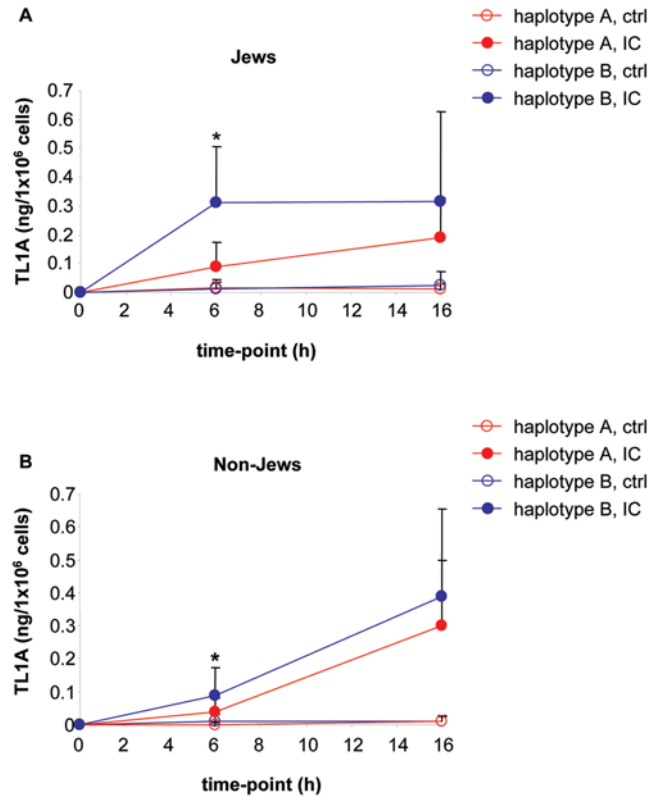 A
haplotype A, ctrl
haplotype A, IC
haplotype B, ctrl
haplotype B, IC
Jews
TL1A (ng/1x10⁶ cells)
0.7
0.6
0.5
0.4
0.3
0.2
0.1
0
*
0 2 4 6 8 10 12 14 16
time-point (h)
haplotype A, ctrl
haplotype A, IC
haplotype B, ctrl
haplotype B, IC
B
Non-Jews
TL1A (ng/1x10⁶ cells)
0.7
0.6
0.5
0.4
0.3
0.2
0.1
0
*
0 2 4 6 8 10 12 14 16
time-point (h)